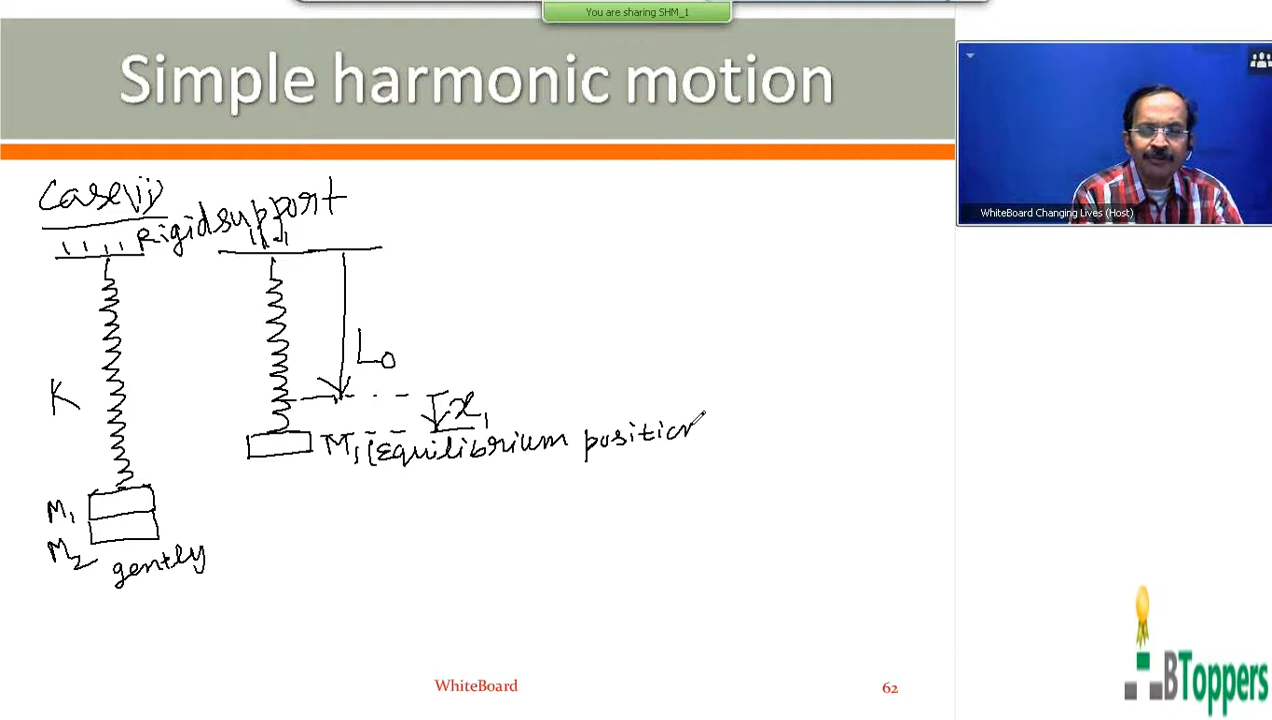 You are sharing SHM_1
Simple harmonic motion
WhiteBoard Changing Lives (Host)
Case(ii)
Rigid support
K
L0
x1
M1 (Equilibrium position
M1
M2
gently
WhiteBoard
62
BToppers